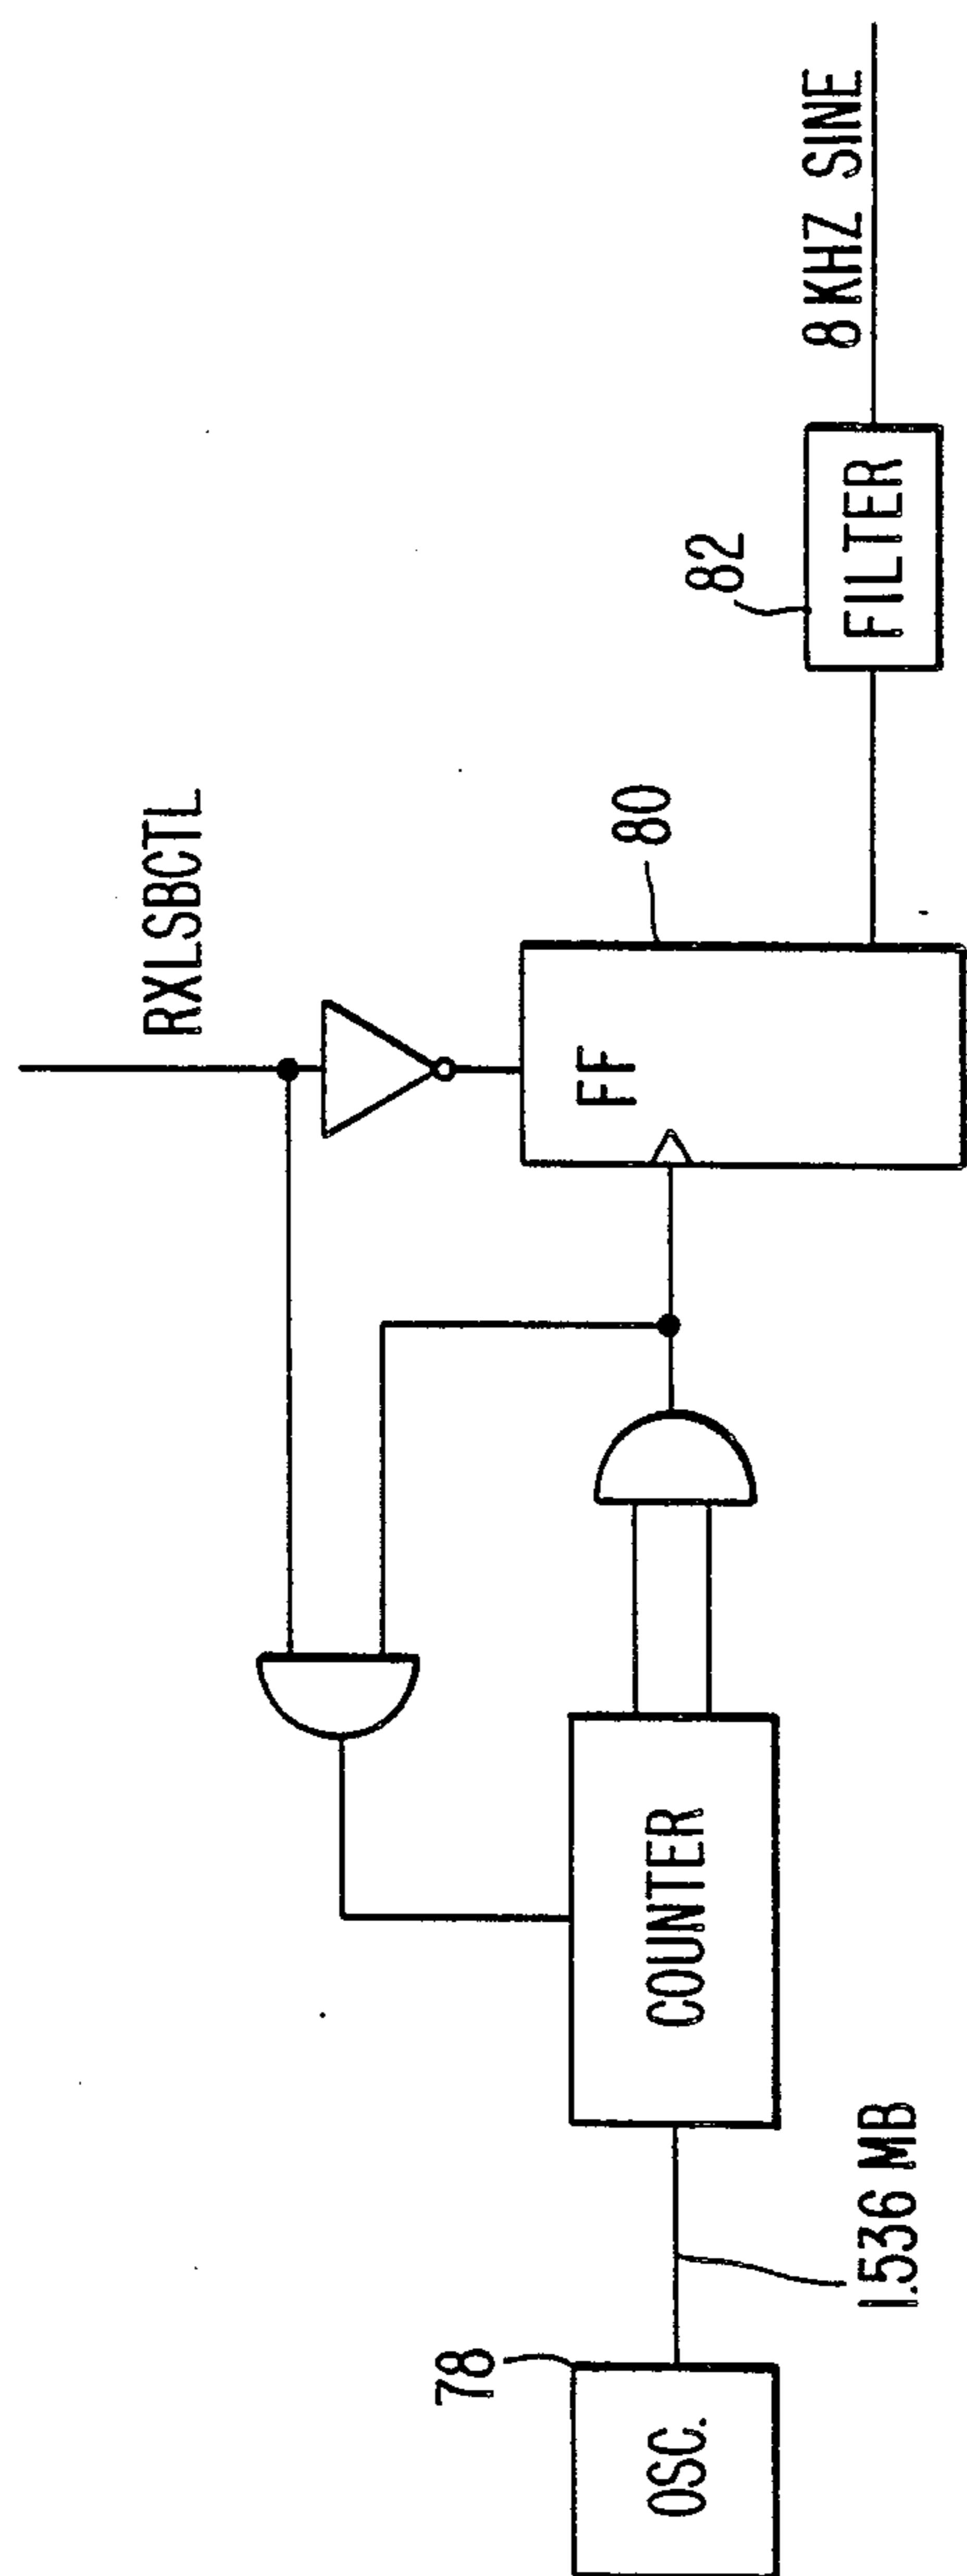 RXLSBCTL
78
OSC.
1.536 MB
COUNTER
FF
80
82
FILTER
8 KHZ SINE